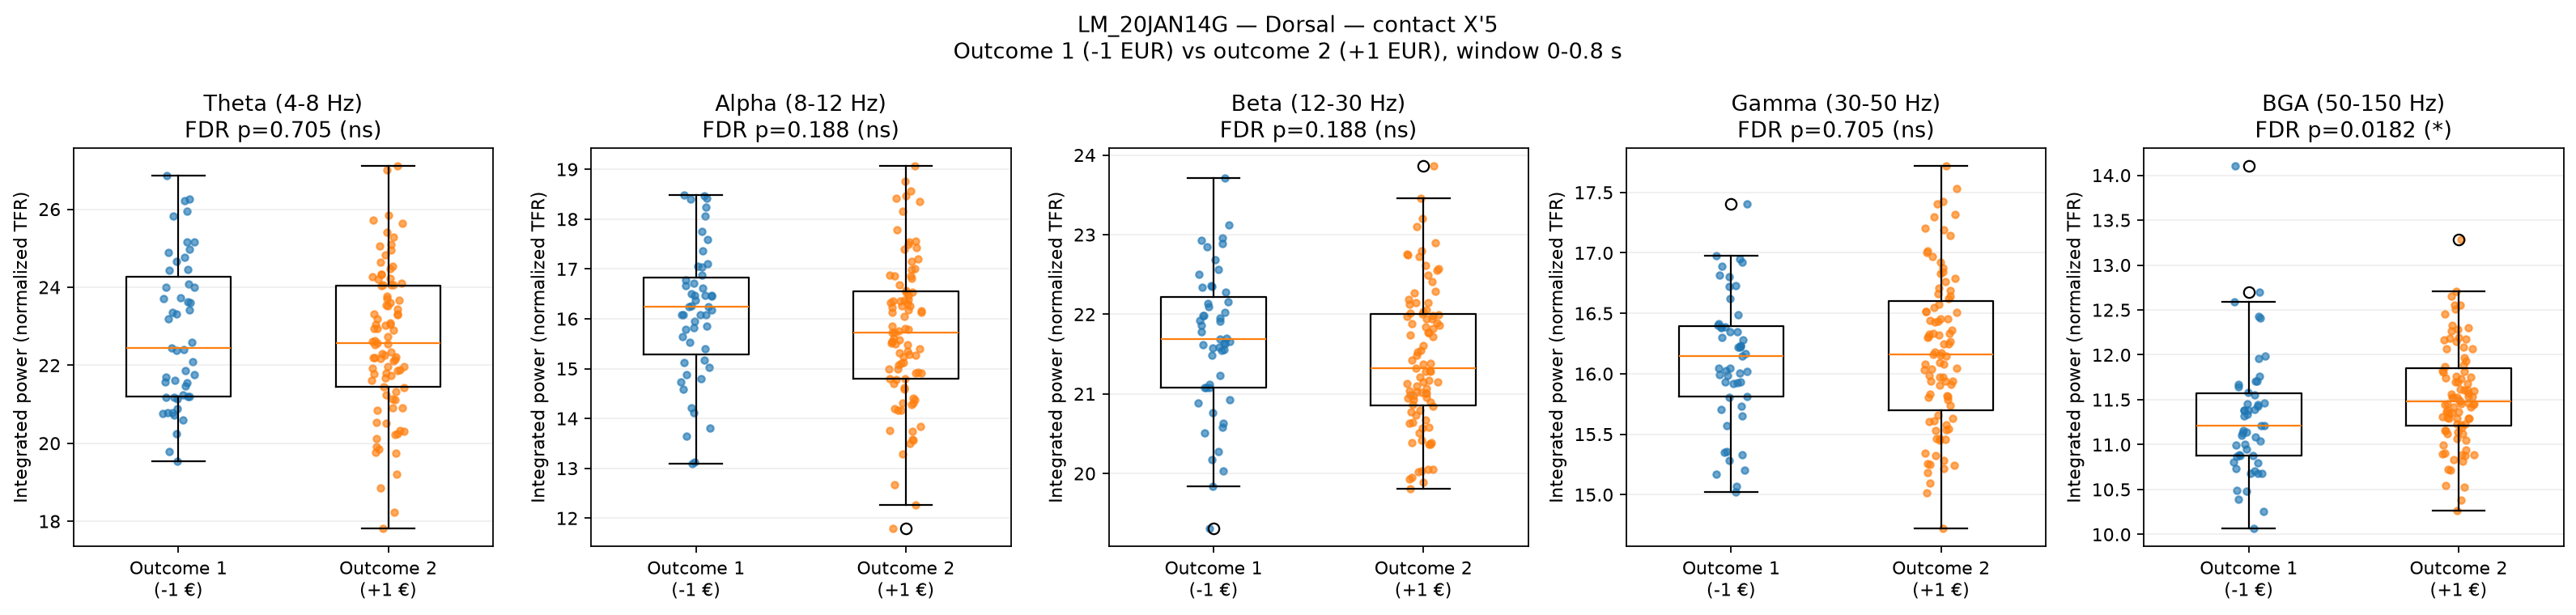 LM_20JAN14G — Dorsal — contact X'5
Outcome 1 (-1 EUR) vs outcome 2 (+1 EUR), window 0-0.8 s
Theta (4-8 Hz)
FDR p=0.705 (ns)
Integrated power (normalized TFR)
26
24
22
20
18
Outcome 1
(-1 €)
Outcome 2
(+1 €)
Alpha (8-12 Hz)
FDR p=0.188 (ns)
Integrated power (normalized TFR)
19
18
17
16
15
14
13
12
Outcome 1
(-1 €)
Outcome 2
(+1 €)
Beta (12-30 Hz)
FDR p=0.188 (ns)
Integrated power (normalized TFR)
24
23
22
21
20
Outcome 1
(-1 €)
Outcome 2
(+1 €)
Gamma (30-50 Hz)
FDR p=0.705 (ns)
Integrated power (normalized TFR)
17.5
17.0
16.5
16.0
15.5
15.0
Outcome 1
(-1 €)
Outcome 2
(+1 €)
BGA (50-150 Hz)
FDR p=0.0182 (*)
Integrated power (normalized TFR)
14.0
13.5
13.0
12.5
12.0
11.5
11.0
10.5
10.0
Outcome 1
(-1 €)
Outcome 2
(+1 €)